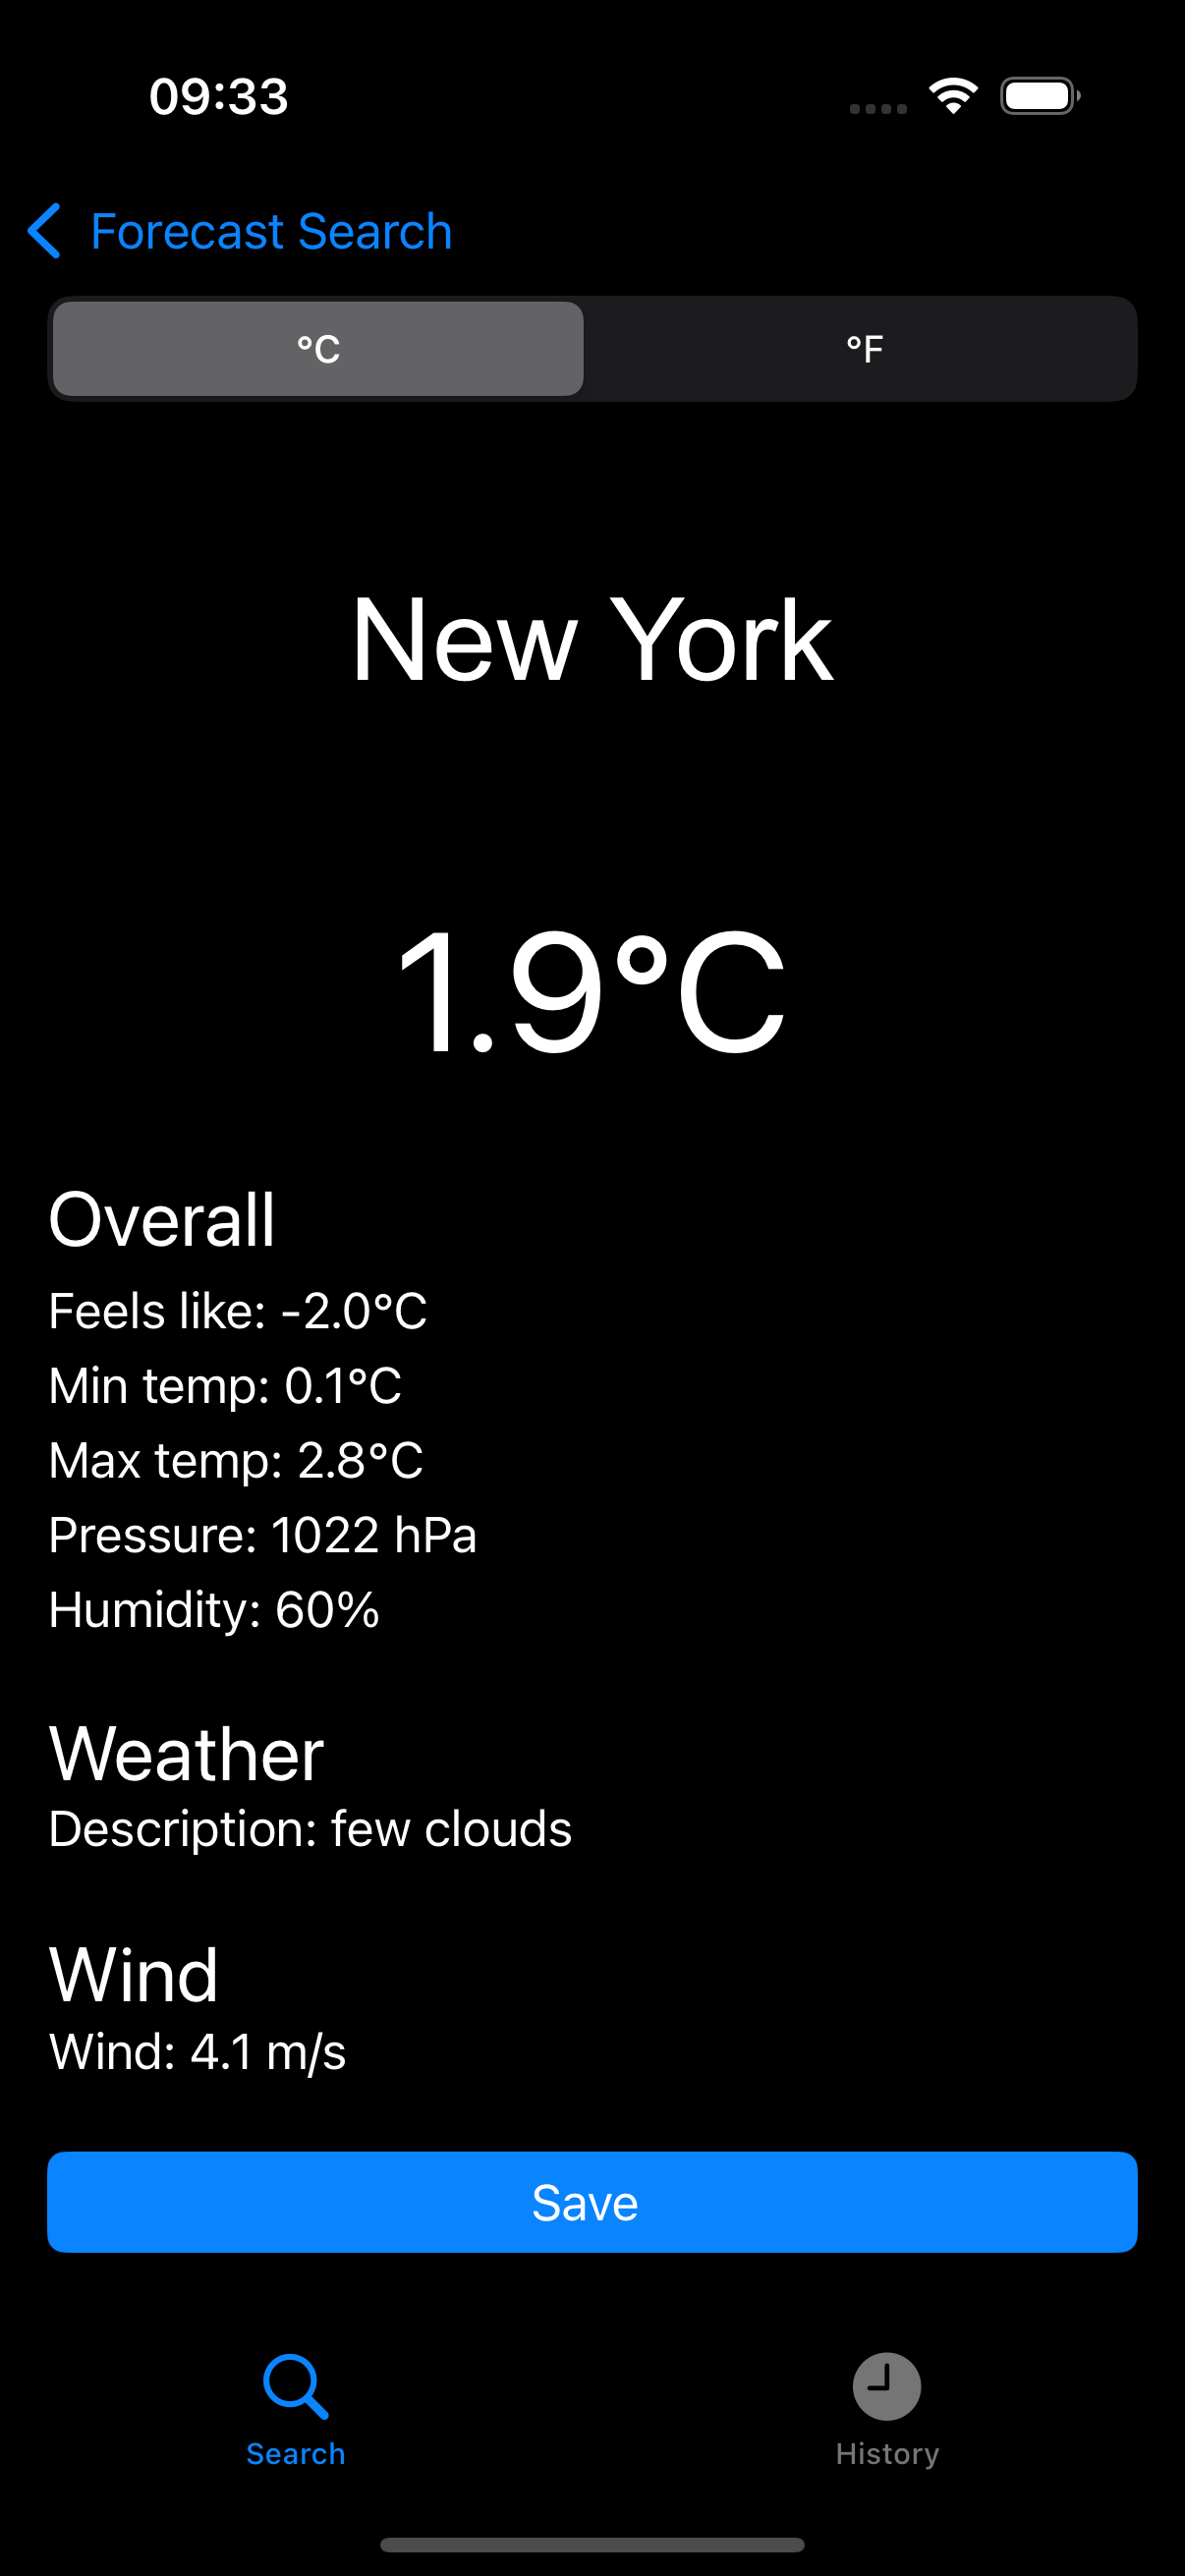 09:33
Forecast Search
°C
°F
New York
1.9°C
Overall
Feels like: -2.0°C
Min temp: 0.1°C
Max temp: 2.8°C
Pressure: 1022 hPa
Humidity: 60%
Weather
Description: few clouds
Wind
Wind: 4.1 m/s
Save
Search
History